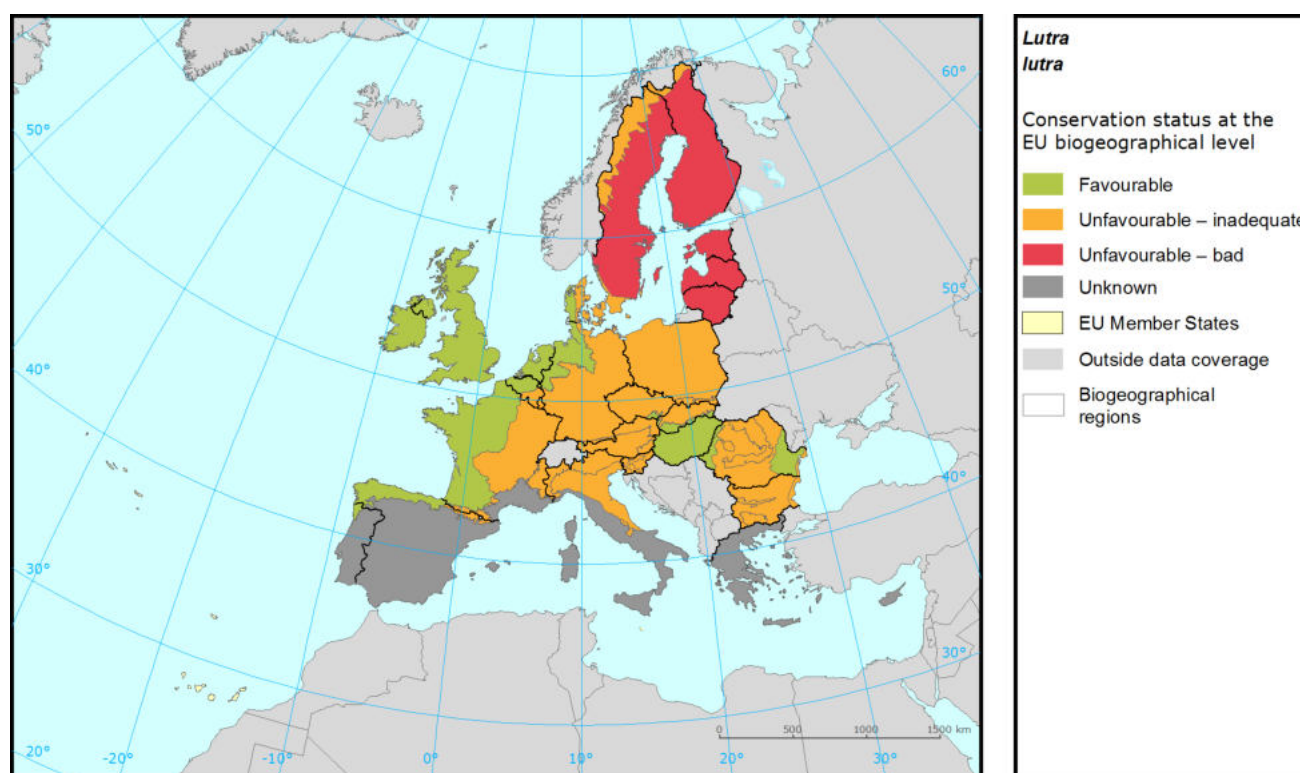 60°
50°
50°
40°
40°
30°
30°
20°
-20°
-10°
0°
10°
20°
30°
0 500 1000 1500 km
Lutra
lutra
Conservation status at the
EU biogeographical level
Favourable
Unfavourable – inadequate
Unfavourable – bad
Unknown
EU Member States
Outside data coverage
Biogeographical
regions